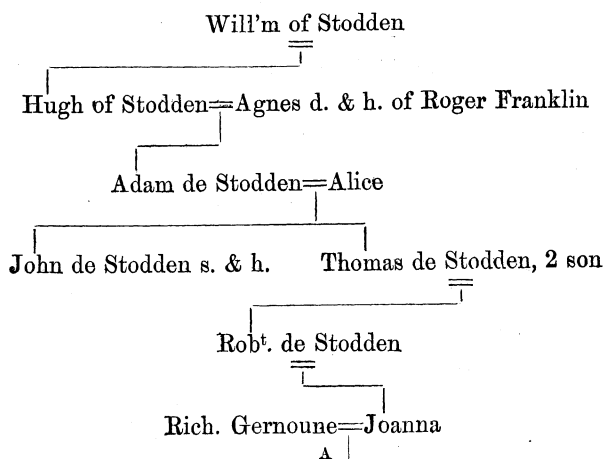 Will'm of Stodden
Hugh of Stodden=Agnes d. & h. of Roger Franklin
Adam de Stodden=Alice
John de Stodden s. & h. Thomas de Stodden, 2 son
Robᵗ. de Stodden
Rich. Gernoune=Joanna
A